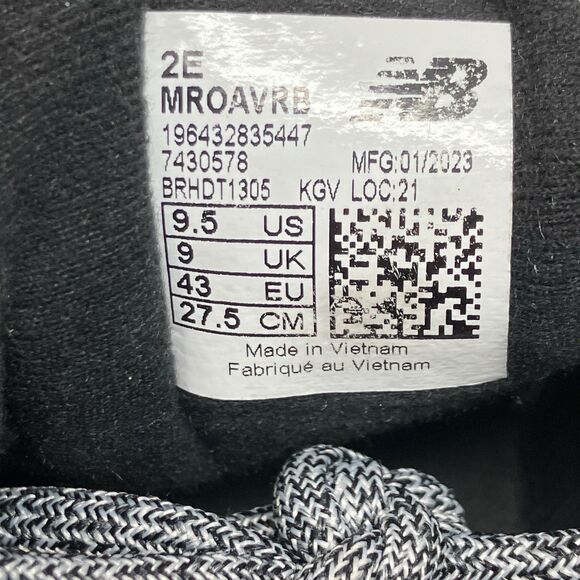 2E
NB
MROAVRB
196432835447
7430578 MFG:01/2023
BRHDT1305 KGV LOC:21
9.5 US
9 UK
43 EU
27.5 CM
Made in Vietnam
Fabriqué au Vietnam